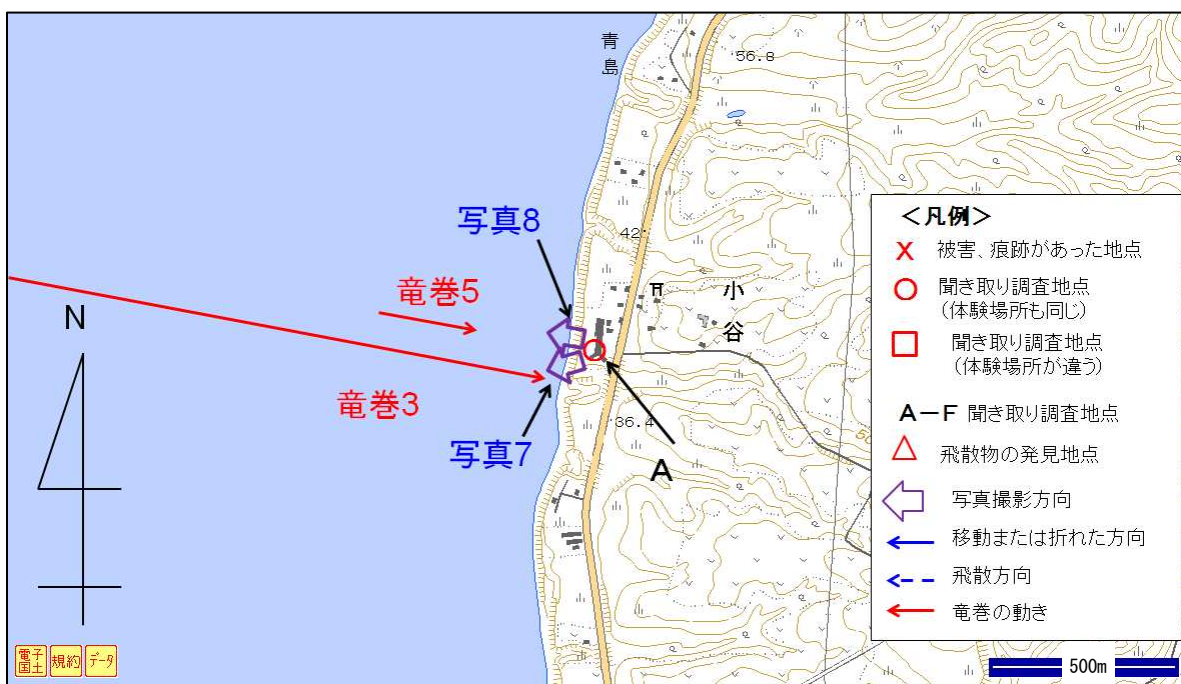 青
島
56.8
写真8
42
竜巻5
N
小
谷
竜巻3
写真7
36.4
A
<凡例>
X 被害、痕跡があった地点
聞き取り調査地点
(体験場所も同じ)
聞き取り調査地点
(体験場所が違う)
A-F 聞き取り調査地点
飛散物の発見地点
写真撮影方向
移動または折れた方向
飛散方向
竜巻の動き
電子
国土
規約
データ
500m